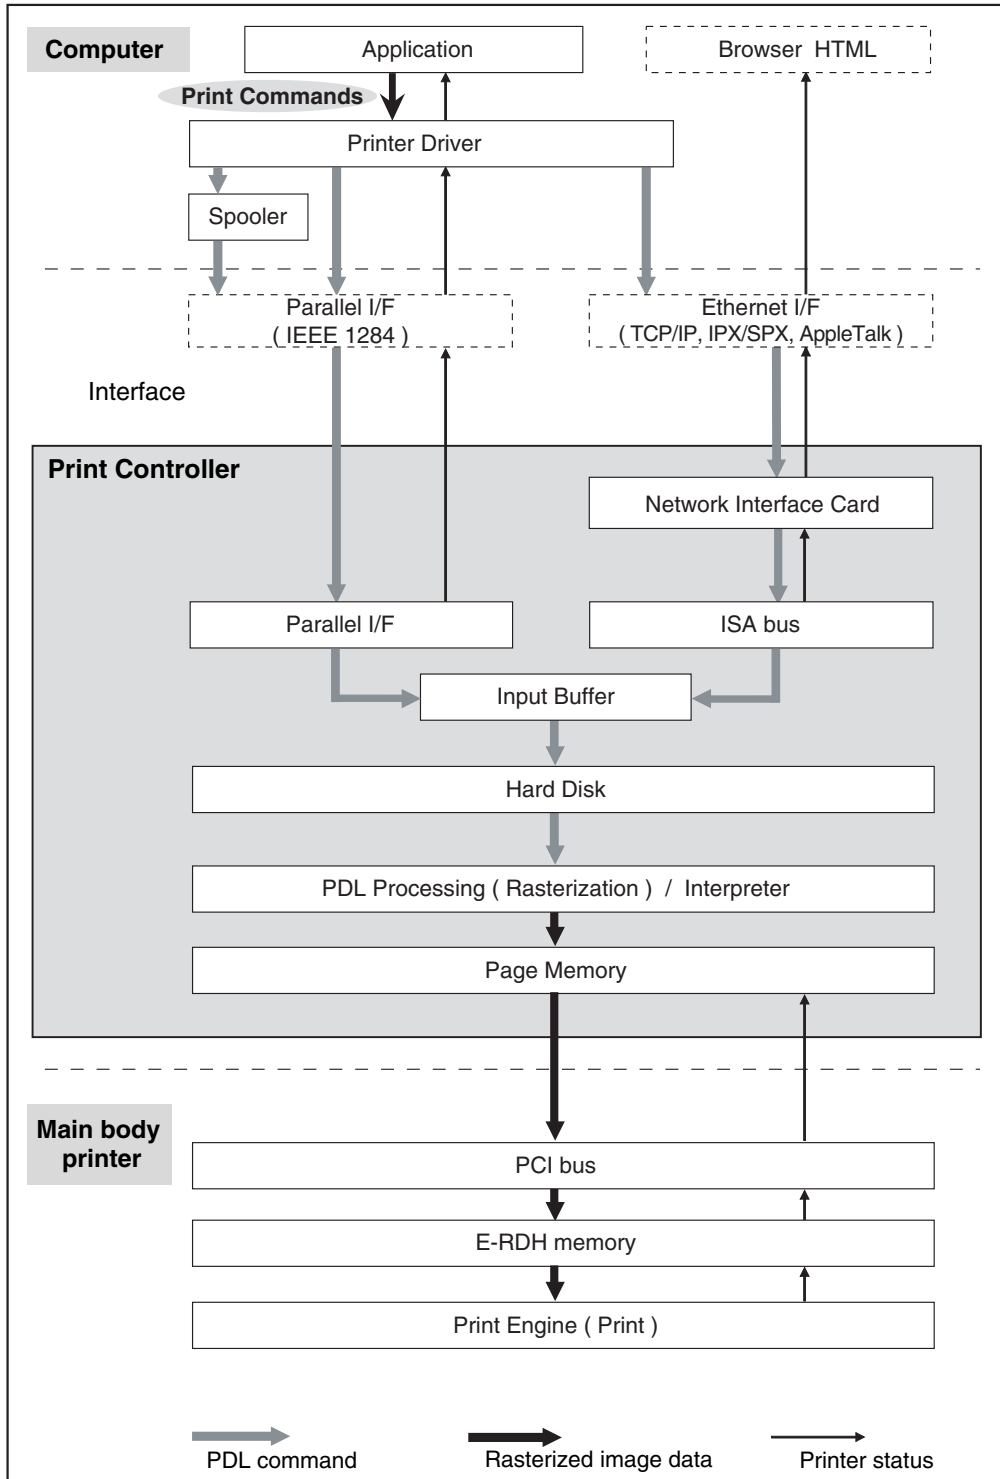 Computer
Application
Browser HTML
Print Commands
Printer Driver
Spooler
Parallel I/F
( IEEE 1284 )
Ethernet I/F
( TCP/IP, IPX/SPX, AppleTalk )
Interface
Print Controller
Network Interface Card
Parallel I/F
ISA bus
Input Buffer
Hard Disk
PDL Processing ( Rasterization ) / Interpreter
Page Memory
Main body
printer
PCI bus
E-RDH memory
Print Engine ( Print )
PDL command
Rasterized image data
Printer status